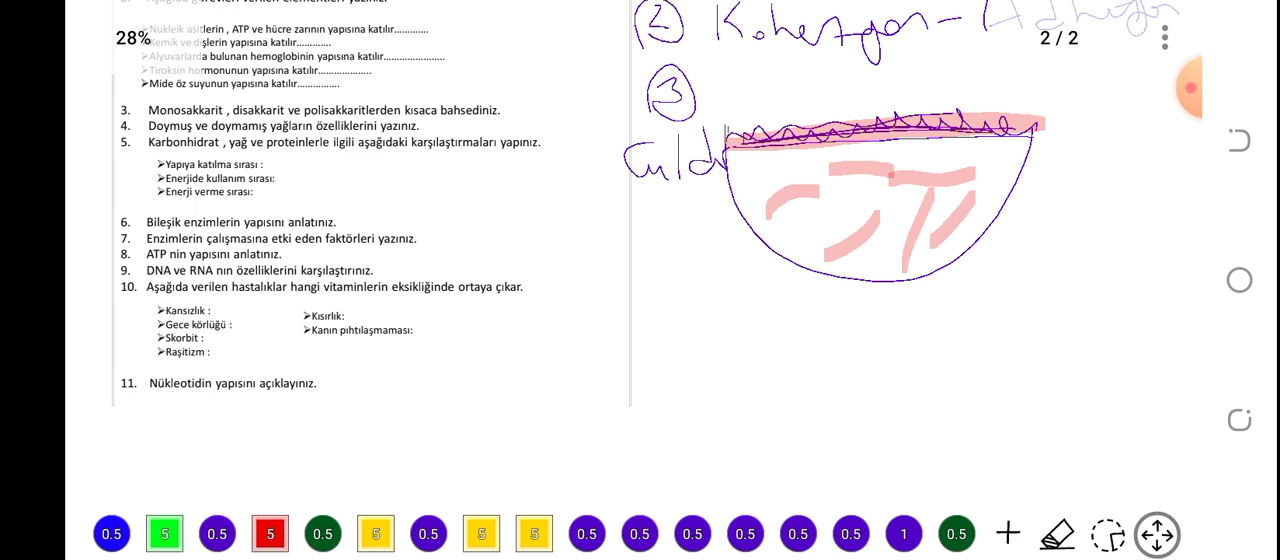 Nükleik asitlerin , ATP ve hücre zarının yapısına katılır............
28%
Kemik ve dişlerin yapısına katılır............
Alyuvarlarda bulunan hemoglobinin yapısına katılır.....................
Tiroksin hormonunun yapısına katılır..................
➤Mide öz suyunun yapısına katılır...............
3. Monosakkarit , disakkarit ve polisakkaritlerden kısaca bahsediniz.
4. Doymuş ve doymamış yağların özelliklerini yazınız.
5. Karbonhidrat , yağ ve proteinlerle ilgili aşağıdaki karşılaştırmaları yapınız.
➤Yapıya katılma sırası :
➤Enerjide kullanım sırası:
➤Enerji verme sırası:
6. Bileşik enzimlerin yapısını anlatınız.
7. Enzimlerin çalışmasına etki eden faktörleri yazınız.
8. ATP nin yapısını anlatınız.
9. DNA ve RNA nın özelliklerini karşılaştırınız.
10. Aşağıda verilen hastalıklar hangi vitaminlerin eksikliğinde ortaya çıkar.
➤Kansızlık :
➤Gece körlüğü :
➤Skorbit :
➤Raşitizm :
➤Kısırlık:
➤Kanın pıhtılaşmaması:
11. Nükleotidin yapısını açıklayınız.
2 Kohezyon -
2 / 2
3
0.5 5 0.5 5 0.5 5 0.5 5 5 0.5 0.5 0.5 0.5 0.5 0.5 1 0.5